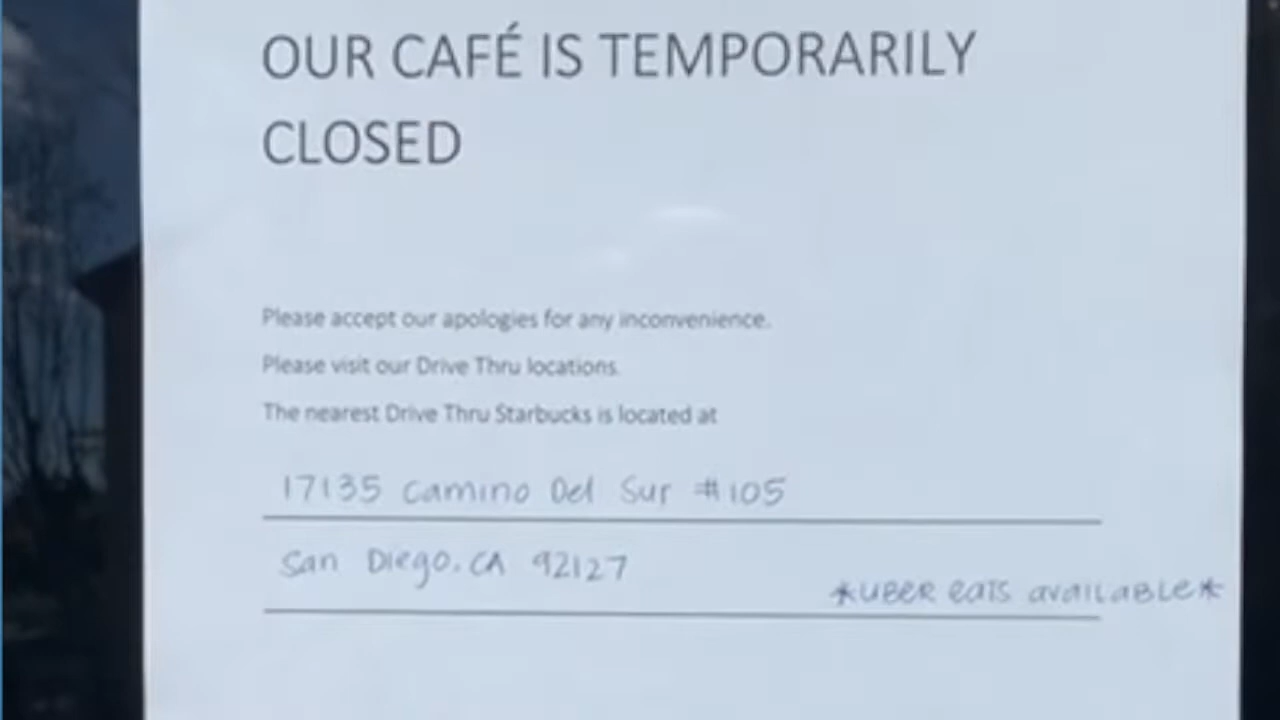 OUR CAFÉ IS TEMPORARILY
CLOSED
Please accept our apologies for any inconvenience.
Please visit our Drive Thru locations.
The nearest Drive Thru Starbucks is located at
17135 Camino Del Sur #105
San Diego, CA 92127
*UBER eats available*